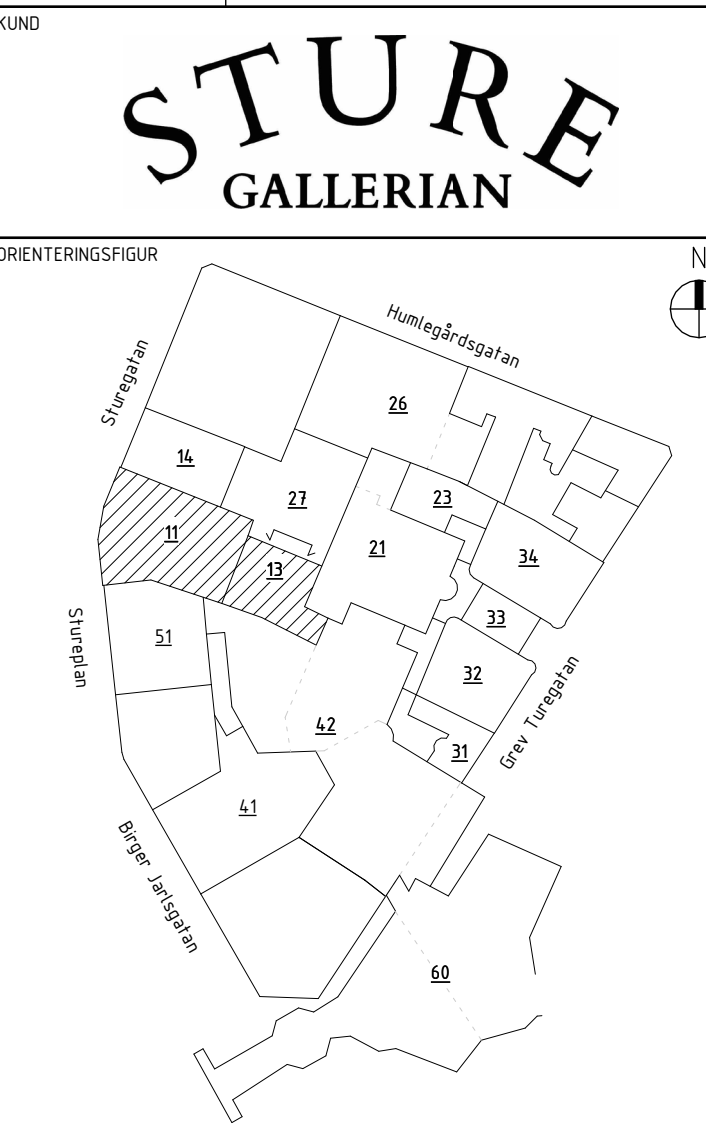 KUND
STURE
GALLERIAN
ORIENTERINGSFIGUR
N
Humlegårdsgatan
Sturegatan
26
14
27
23
11
13
21
34
33
Stureplan
51
32
42
31
Grev Turegatan
41
Birger Jarlsgatan
60